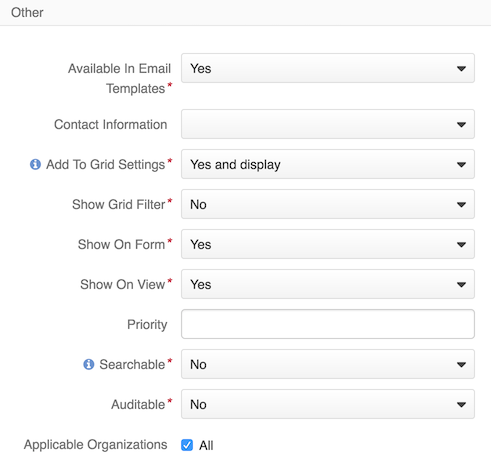 Other
Available In Email Yes
Templates*
Contact Information
Add To Grid Settings* Yes and display
Show Grid Filter* No
Show On Form* Yes
Show On View* Yes
Priority
Searchable* No
Auditable* No
Applicable Organizations All